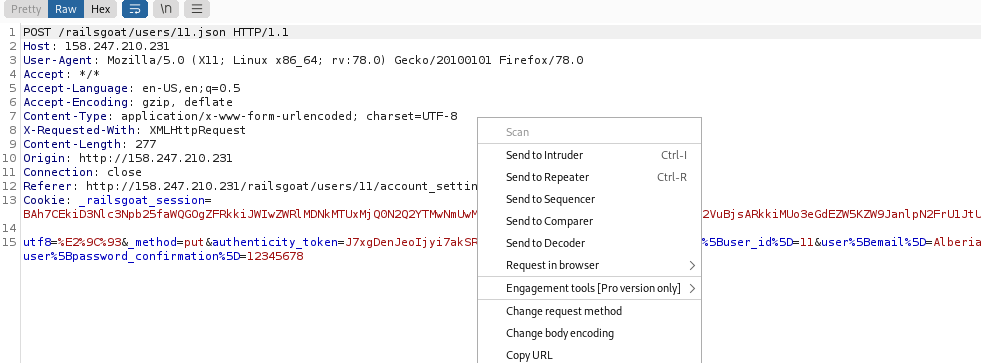 Pretty Raw Hex \n
1 POST /railsgoat/users/11.json HTTP/1.1
2 Host: 158.247.210.231
3 User-Agent: Mozilla/5.0 (X11; Linux x86_64; rv:78.0) Gecko/20100101 Firefox/78.0
4 Accept: */*
5 Accept-Language: en-US,en;q=0.5
6 Accept-Encoding: gzip, deflate
7 Content-Type: application/x-www-form-urlencoded; charset=UTF-8
8 X-Requested-With: XMLHttpRequest
9 Content-Length: 277
10 Origin: http://158.247.210.231
11 Connection: close
12 Referer: http://158.247.210.231/railsgoat/users/11/account_settin
13 Cookie: _railsgoat_session=
14
15 utf8=%E2%9C%93&_method=put&authenticity_token=J7xgDenJeoIjyi7akSR %5Buser_id%5D=11&user%5Bemail%5D=Alberia
user%5Bpassword_confirmation%5D=12345678
Scan
Send to Intruder Ctrl-I
Send to Repeater Ctrl-R
Send to Sequencer
Send to Comparer
Send to Decoder
Request in browser
Engagement tools [Pro version only]
Change request method
Change body encoding
Copy URL